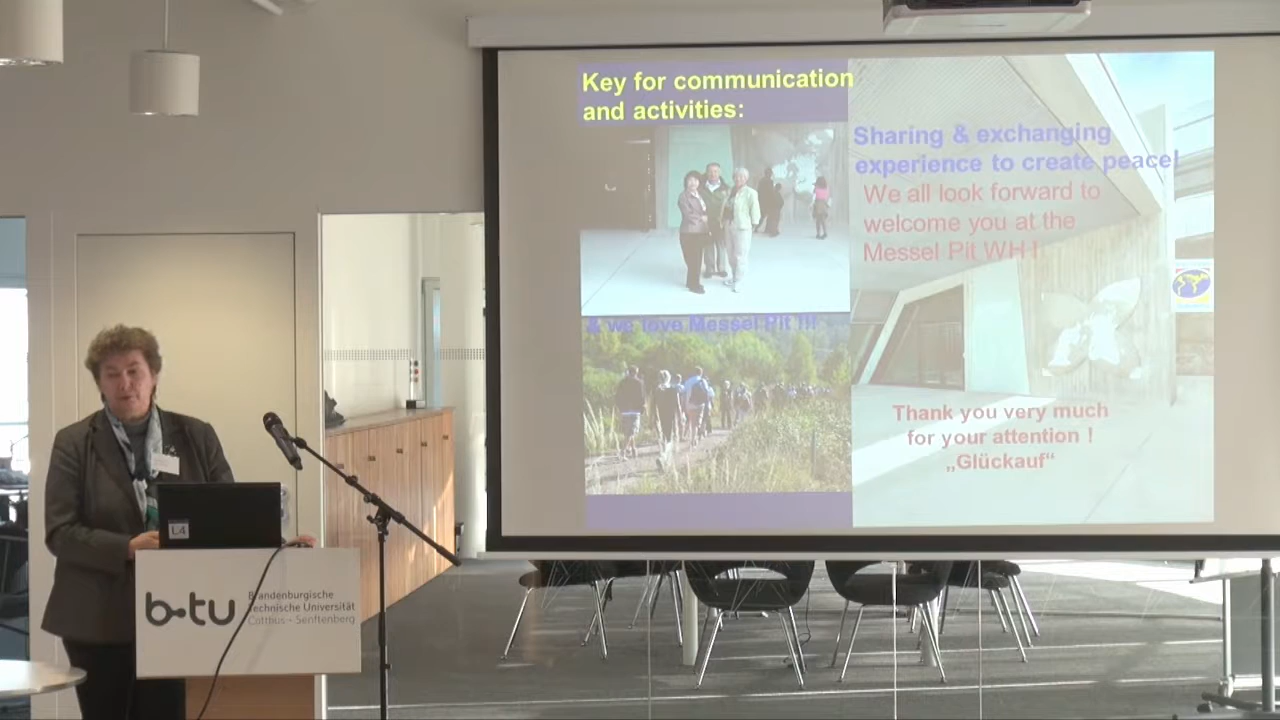 Key for communication
and activities:
Sharing & exchanging
experience to create peace!
We all look forward to
welcome you at the
Messel Pit WH !
& we love Messel Pit !!!
Thank you very much
for your attention !
„Glückauf“
L4
b-tu
Brandenburgische
Technische Universität
Cottbus - Senftenberg